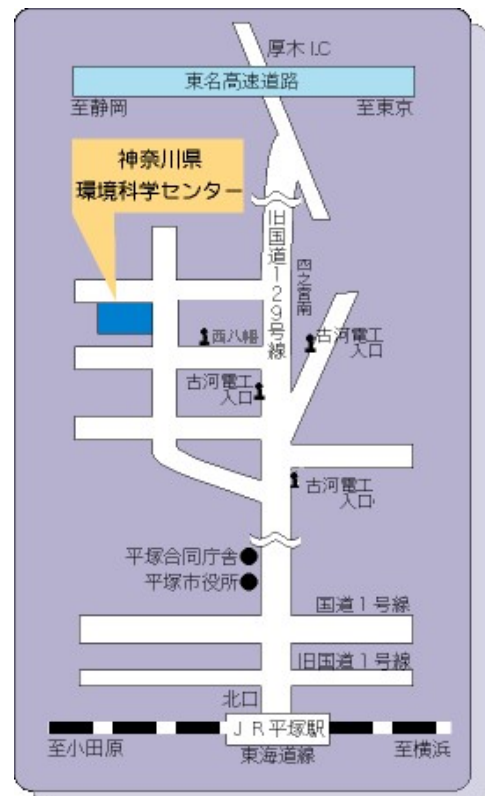 厚木I.C
東名高速道路
至静岡
至東京
神奈川県
環境科学センター
旧国道129号線
四之宮南
西八幡
古河電工
入口
古河電工
入口
古河電工
入口
平塚合同庁舎
平塚市役所
国道1号線
旧国道1号線
北口
JR平塚駅
至小田原
東海道線
至横浜